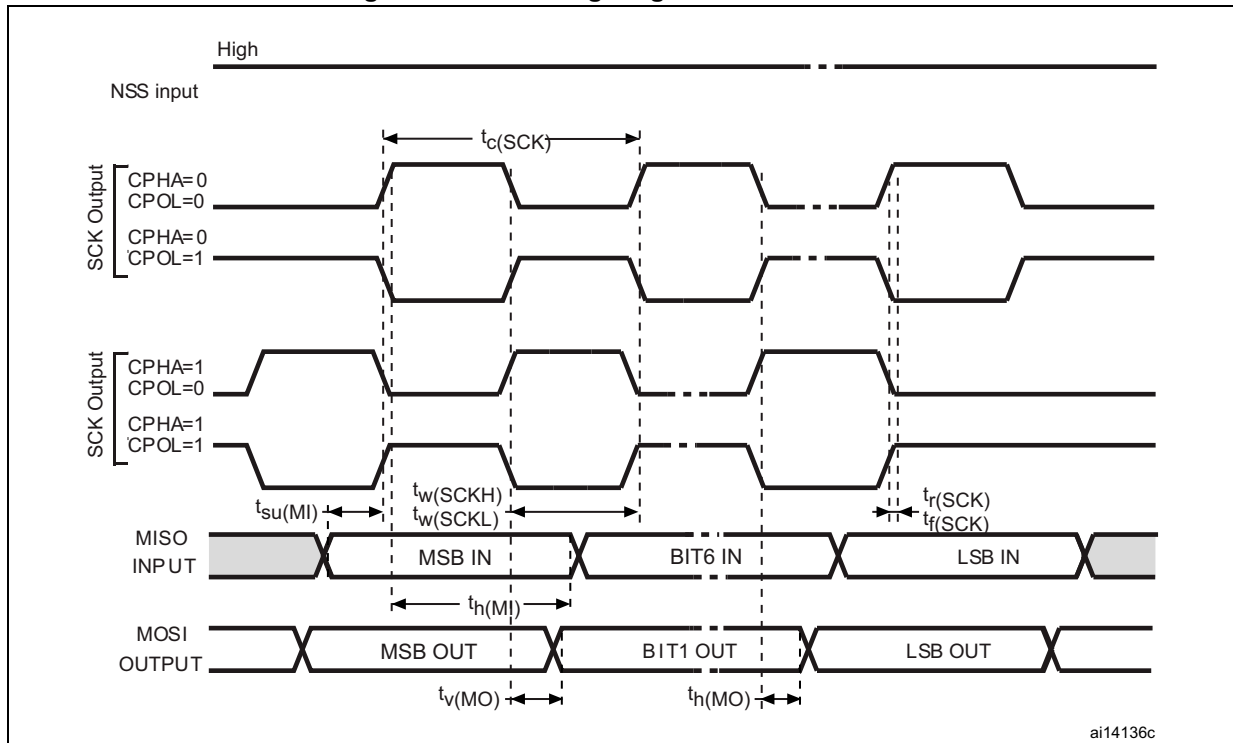 High
NSS input
tc(SCK)
SCK Output
CPHA=0
CPOL=0
CPHA=0
CPOL=1
SCK Output
CPHA=1
CPOL=0
CPHA=1
CPOL=1
tsu(MI)
tw(SCKH)
tw(SCKL)
tr(SCK)
tf(SCK)
MISO
INPUT
MSB IN
BIT6 IN
LSB IN
th(MI)
MOSI
OUTPUT
MSB OUT
BIT1 OUT
LSB OUT
tv(MO)
th(MO)
ai14136c